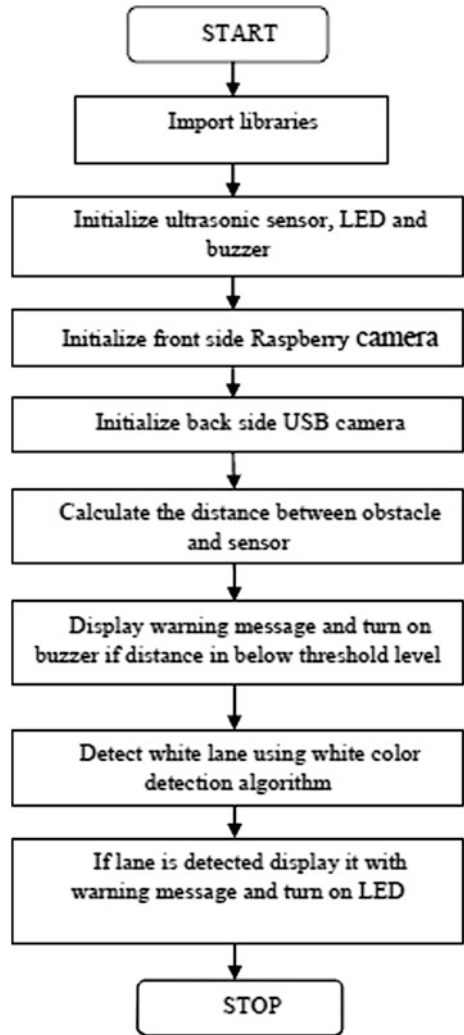 START
Import libraries
Initialize ultrasonic sensor, LED and
buzzer
Initialize front side Raspberry camera
Initialize back side USB camera
Calculate the distance between obstacle
and sensor
Display warning message and turn on
buzzer if distance in below threshold level
Detect white lane using white color
detection algorithm
If lane is detected display it with
warning message and turn on LED
STOP